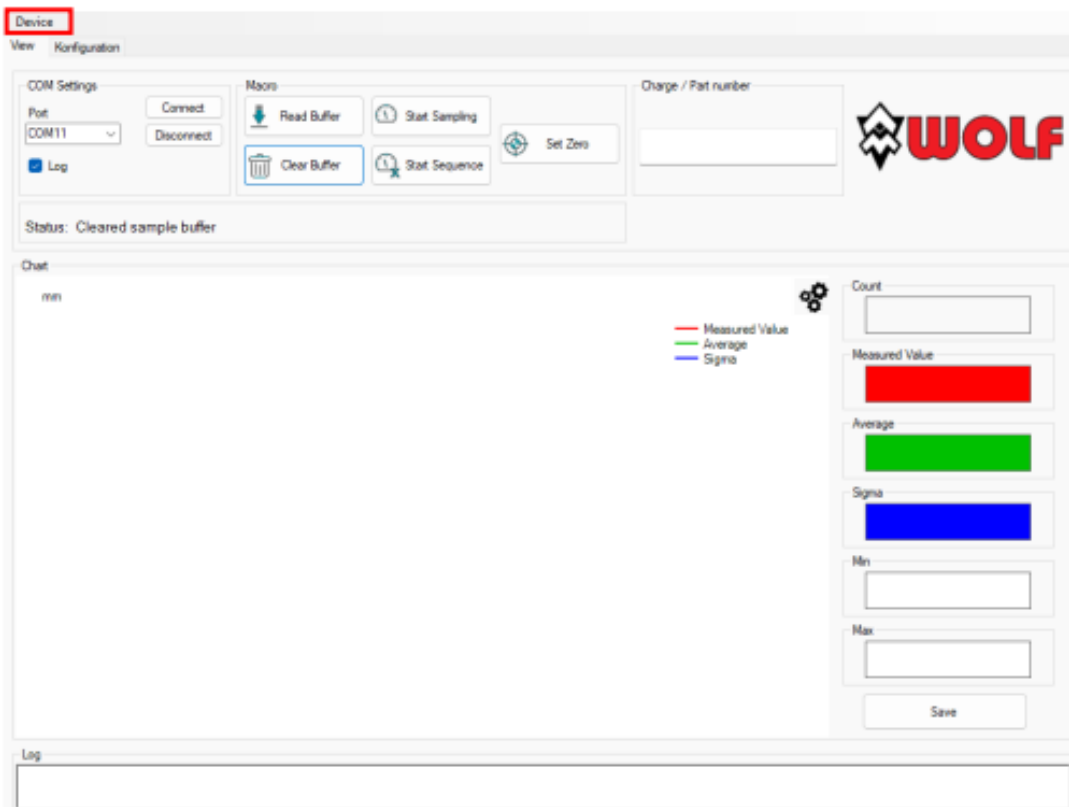 Device
View Konfiguration
COM Settings
Port
COM11
Log
Connect
Disconnect
Macro
Read Buffer
Start Sampling
Clear Buffer
Start Sequence
Set Zero
Charge / Part number
WOLF
Status: Cleared sample buffer
Chart
mm
Measured Value
Average
Sigma
Count
Measured Value
Average
Sigma
Min
Max
Save
Log